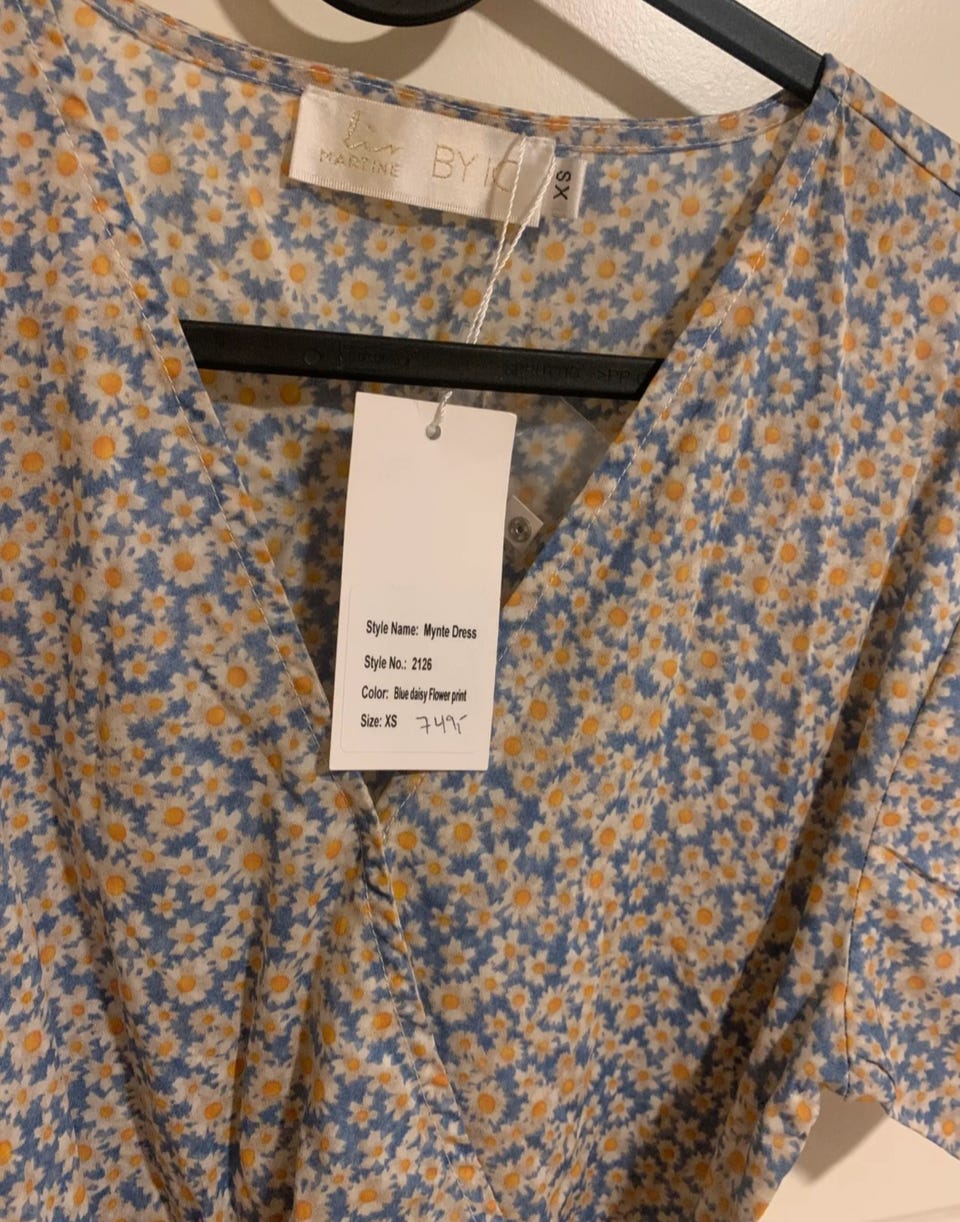 liv
MARTINE
BY IC
XS
Style Name: Mynte Dress
Style No.: 2126
Color: Blue daisy Flower print
Size: XS 749,-